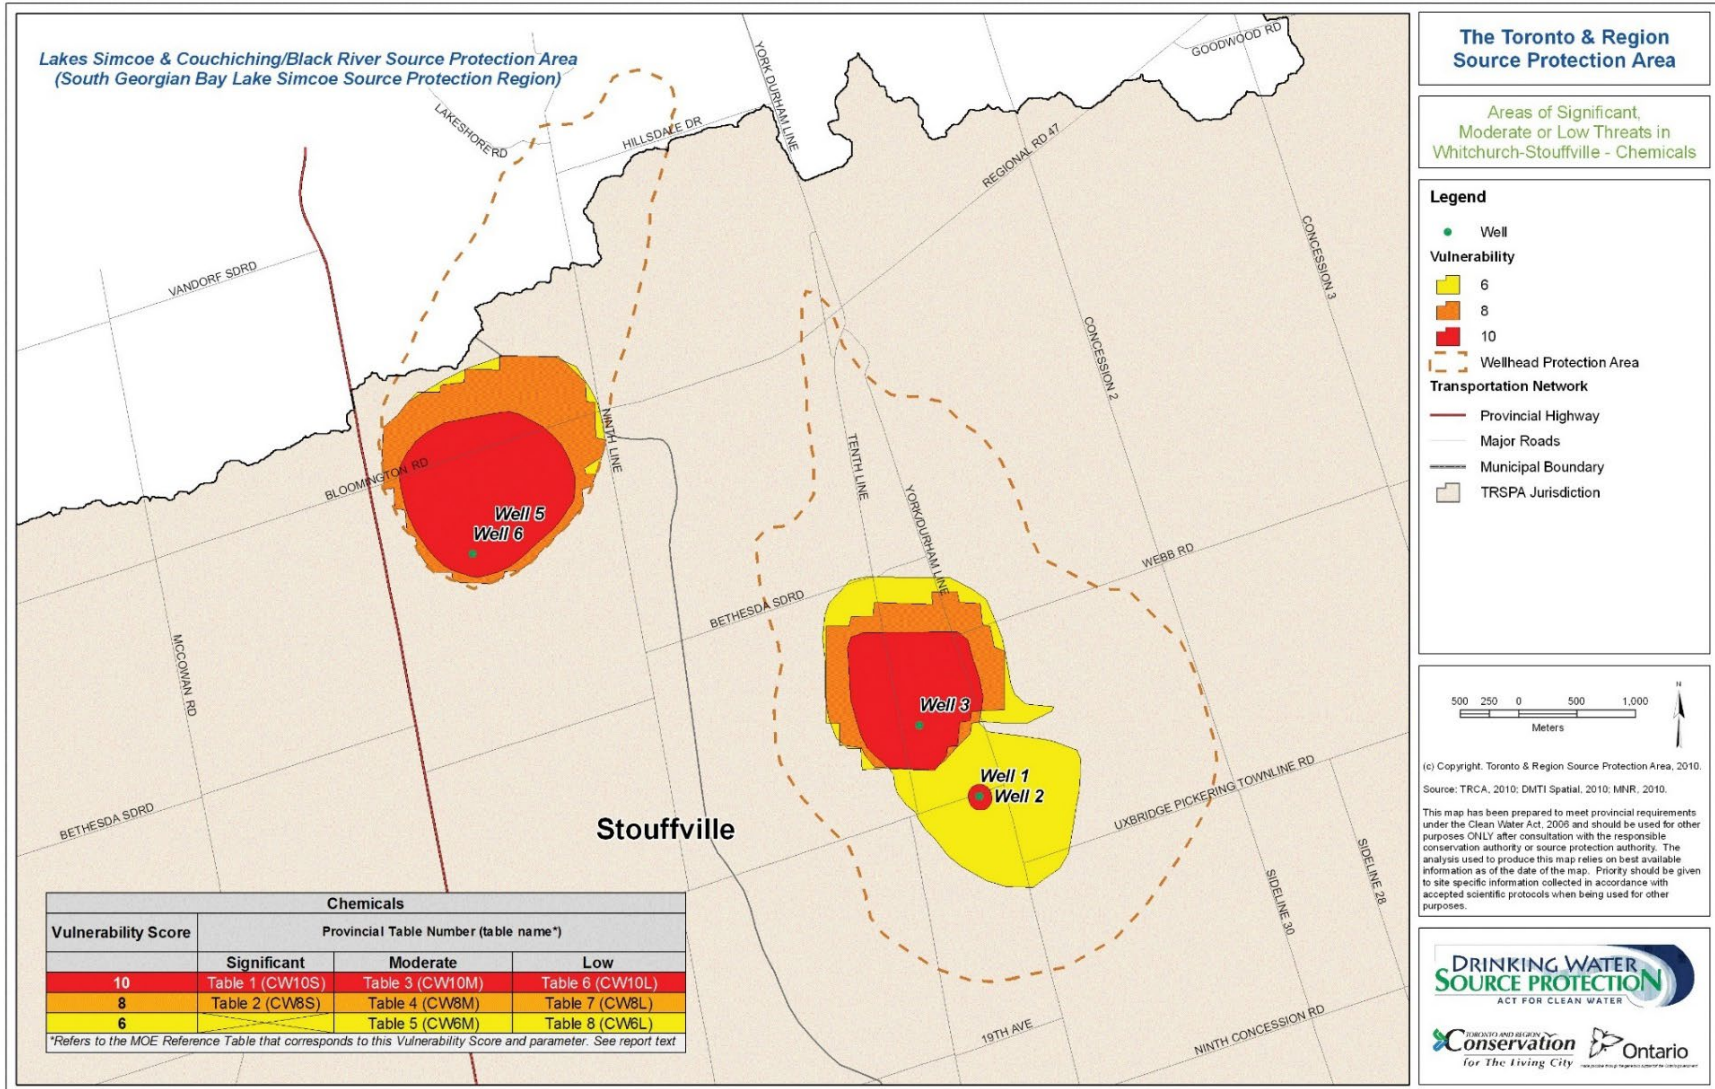 Lakes Simcoe & Couchiching/Black River Source Protection Area
(South Georgian Bay Lake Simcoe Source Protection Region)
YORK DURHAM LINE
GOODWOOD RD
LAKESHORE RD
HILLSDALE DR
REGIONAL RD 47
VANDORF SDRD
CONCESSION 3
CONCESSION 2
NINTH LINE
TENTH LINE
BLOOMINGTON RD
YORK/DURHAM LINE
Well 5
Well 6
WEBB RD
BETHESDA SDRD
MCCOWAN RD
Well 3
Well 1
Well 2
UXBRIDGE PICKERING TOWNLINE RD
BETHESDA SDRD
Stouffville
SIDELINE 28
SIDELINE 30
19TH AVE
NINTH CONCESSION RD
Chemicals
Vulnerability Score Provincial Table Number (table name*)
Significant Moderate Low
10 Table 1 (CW10S) Table 3 (CW10M) Table 6 (CW10L)
8 Table 2 (CW8S) Table 4 (CW8M) Table 7 (CW8L)
6 Table 5 (CW6M) Table 8 (CW6L)
*Refers to the MOE Reference Table that corresponds to this Vulnerability Score and parameter. See report text
The Toronto & Region
Source Protection Area
Areas of Significant,
Moderate or Low Threats in
Whitchurch-Stouffville - Chemicals
Legend
Well
Vulnerability
6
8
10
Wellhead Protection Area
Transportation Network
Provincial Highway
Major Roads
Municipal Boundary
TRSPA Jurisdiction
N
500 250 0 500 1,000
Meters
(c) Copyright. Toronto & Region Source Protection Area, 2010.
Source: TRCA, 2010; DMTI Spatial, 2010; MNR, 2010.
This map has been prepared to meet provincial requirements
under the Clean Water Act, 2006 and should be used for other
purposes ONLY after consultation with the responsible
conservation authority or source protection authority. The
analysis used to produce this map relies on best available
information as of the date of the map. Priority should be given
to site specific information collected in accordance with
accepted scientific protocols when being used for other
purposes.
DRINKING WATER
SOURCE PROTECTION
ACT FOR CLEAN WATER
TORONTO AND REGION
Conservation
for The Living City
Ontario